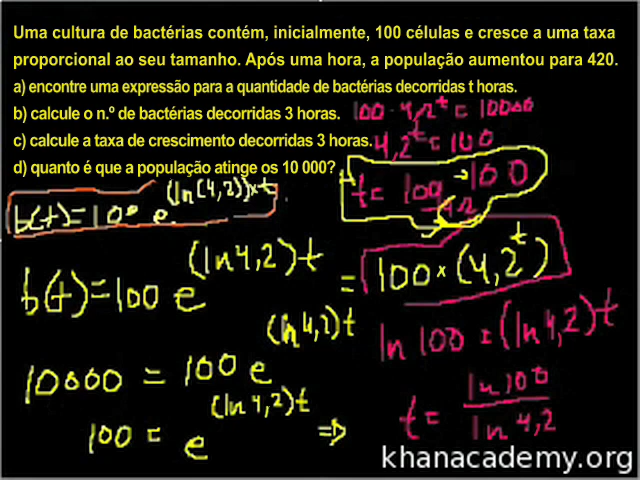 Uma cultura de bactérias contém, inicialmente, 100 células e cresce a uma taxa
proporcional ao seu tamanho. Após uma hora, a população aumentou para 420.
a) encontre uma expressão para a quantidade de bactérias decorridas t horas.
b) calcule o n.º de bactérias decorridas 3 horas.
100 · 4,2^t = 10000
c) calcule a taxa de crescimento decorridas 3 horas.
4,2^t = 100
d) quanto é que a população atinge os 10 000?
t = log_4,2 → 100
b(t) = 100 e^(ln(4,2))×t
b(t) = 100 e^(ln 4,2)t = 100 × (4,2^t)
10000 = 100 e^(ln 4,2)t
ln 100 = (ln 4,2)t
100 = e^(ln 4,2)t ⇒
t = ln 100 / ln 4,2
khanacademy.org